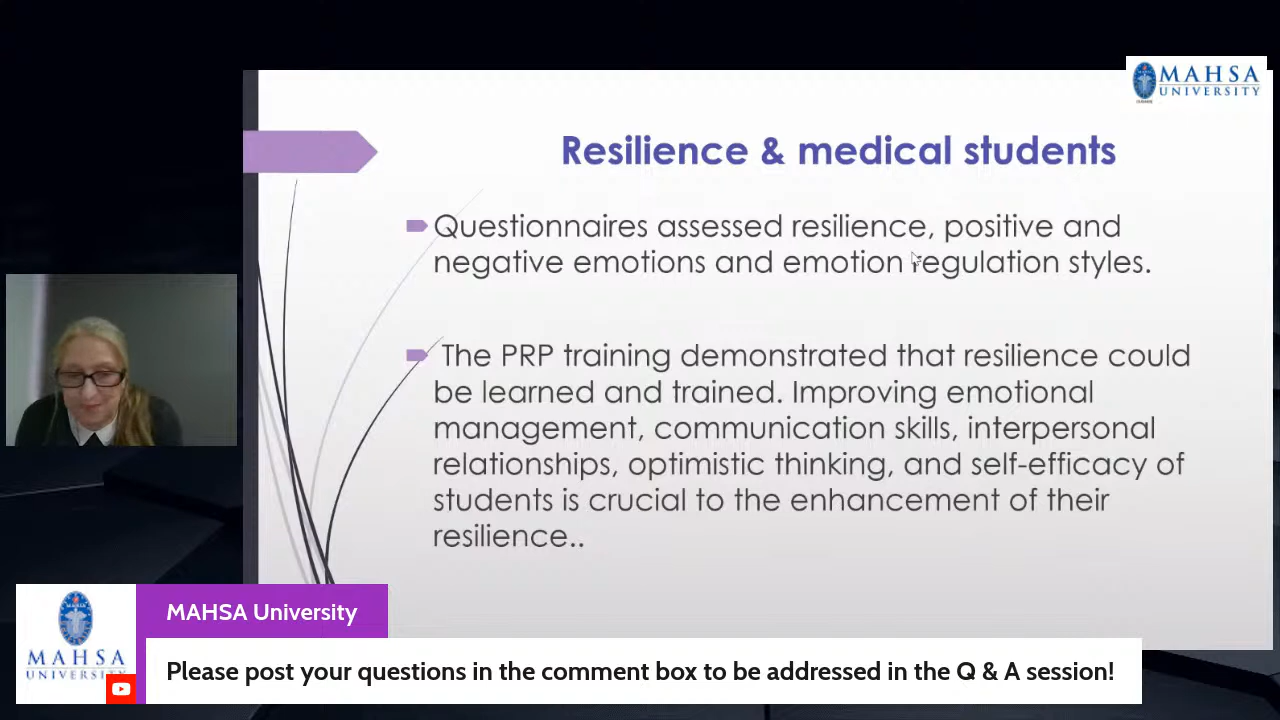 MAHSA
UNIVERSITY
Resilience & medical students
Questionnaires assessed resilience, positive and
negative emotions and emotion regulation styles.
The PRP training demonstrated that resilience could
be learned and trained. Improving emotional
management, communication skills, interpersonal
relationships, optimistic thinking, and self-efficacy of
students is crucial to the enhancement of their
resilience..
MAHSA University
MAHSA
UNIVERSITY
Please post your questions in the comment box to be addressed in the Q & A session!